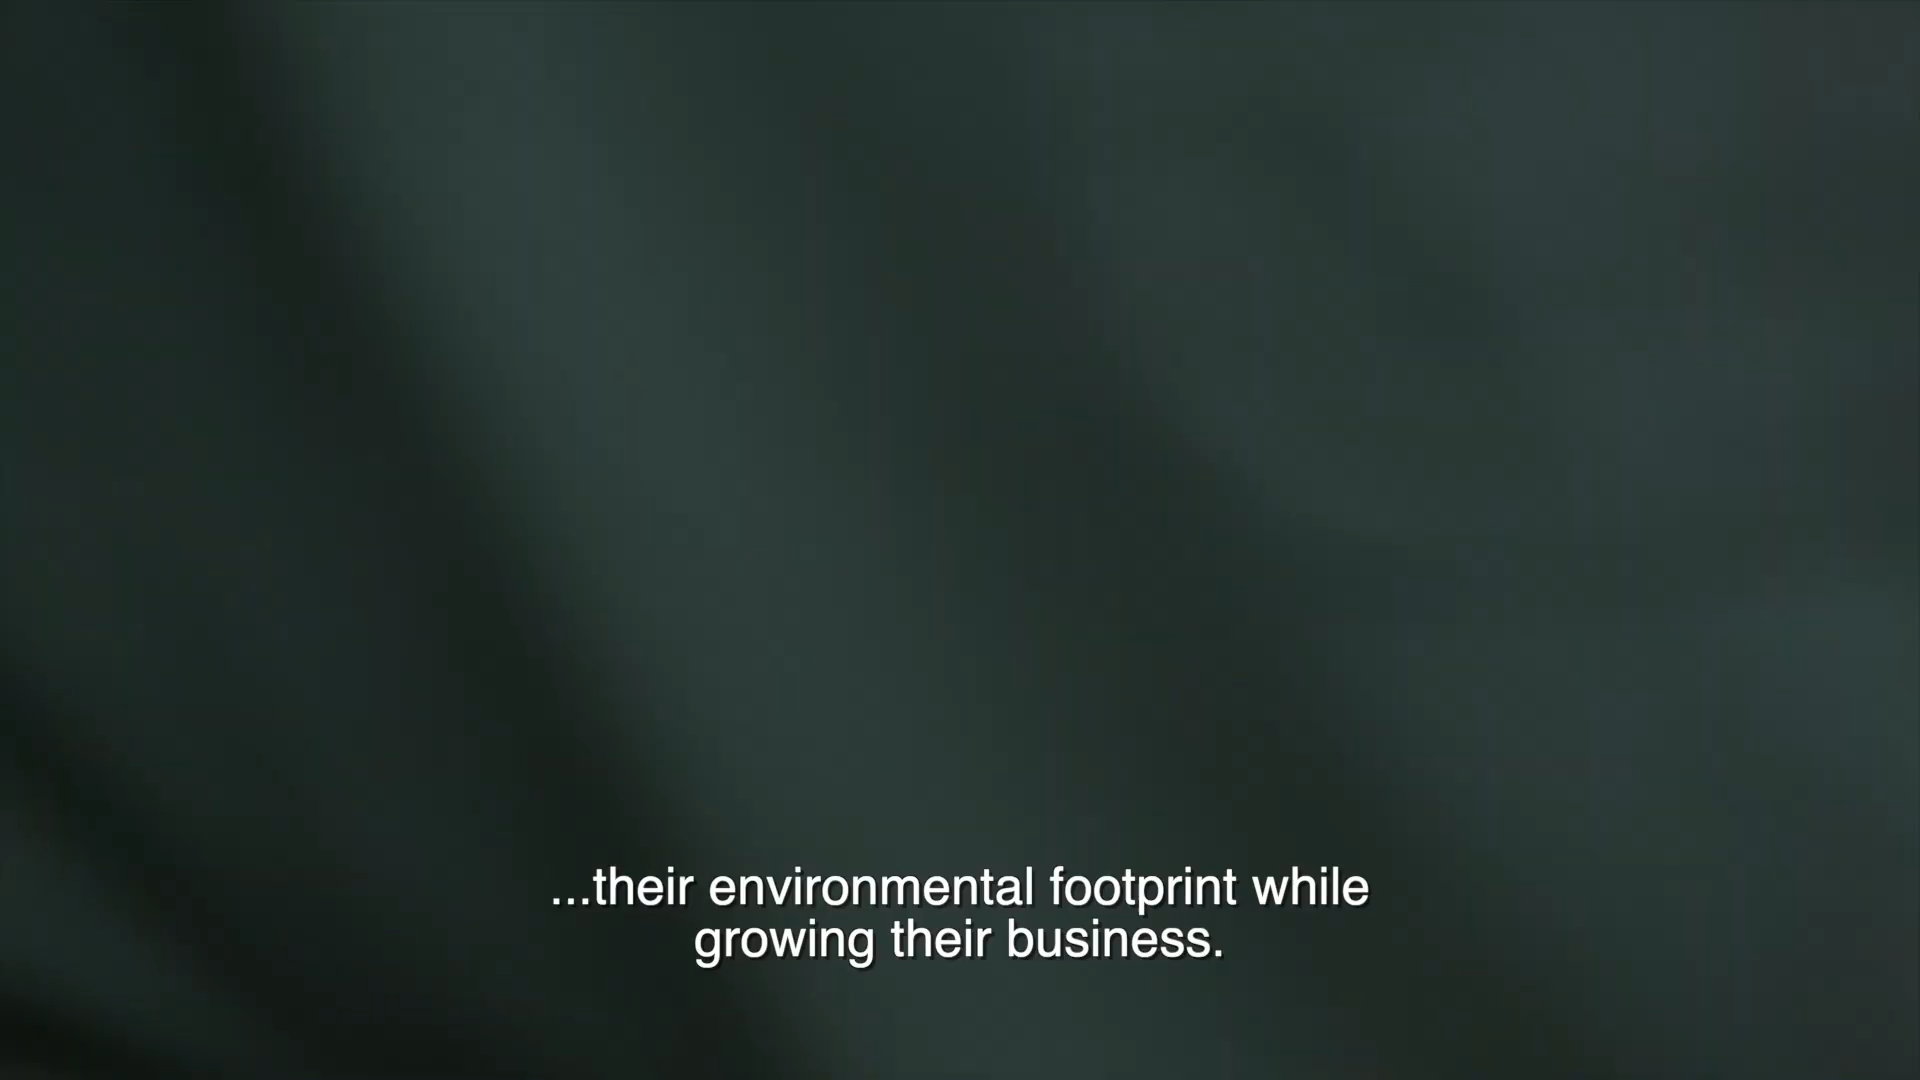 ...their environmental footprint while
growing their business.